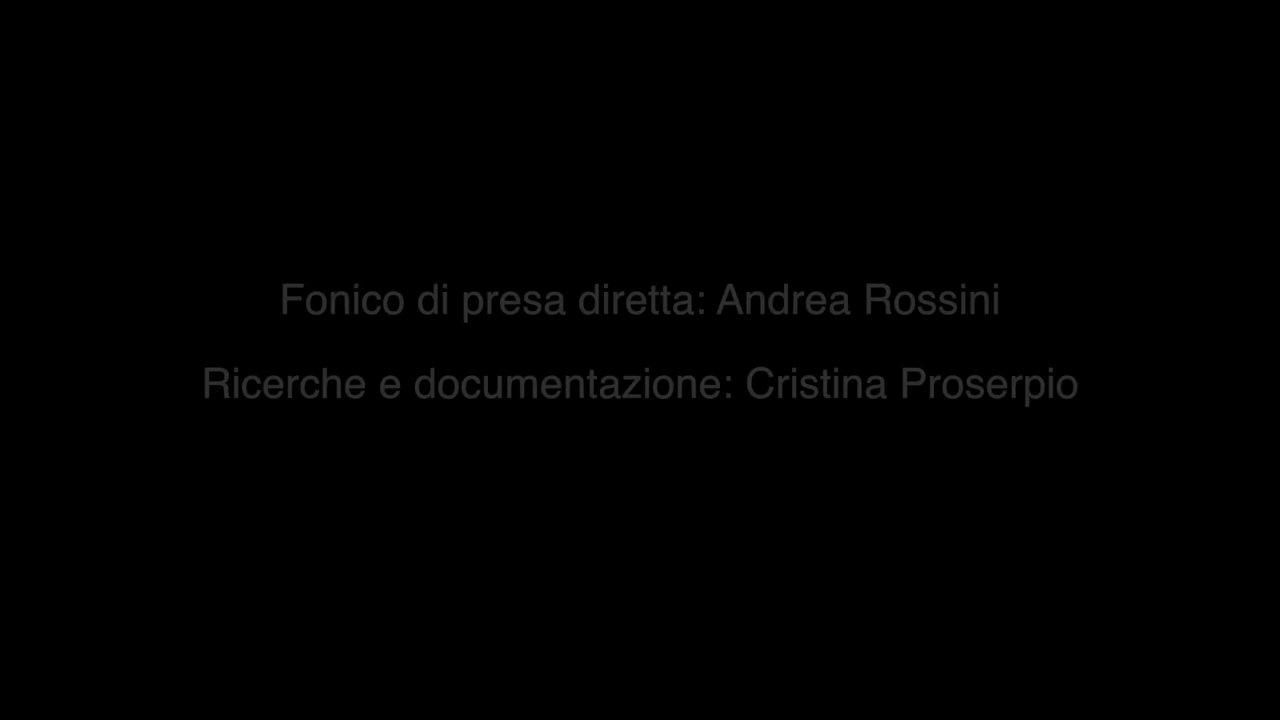 Fonico di presa diretta: Andrea Rossini
Ricerche e documentazione: Cristina Proserpio